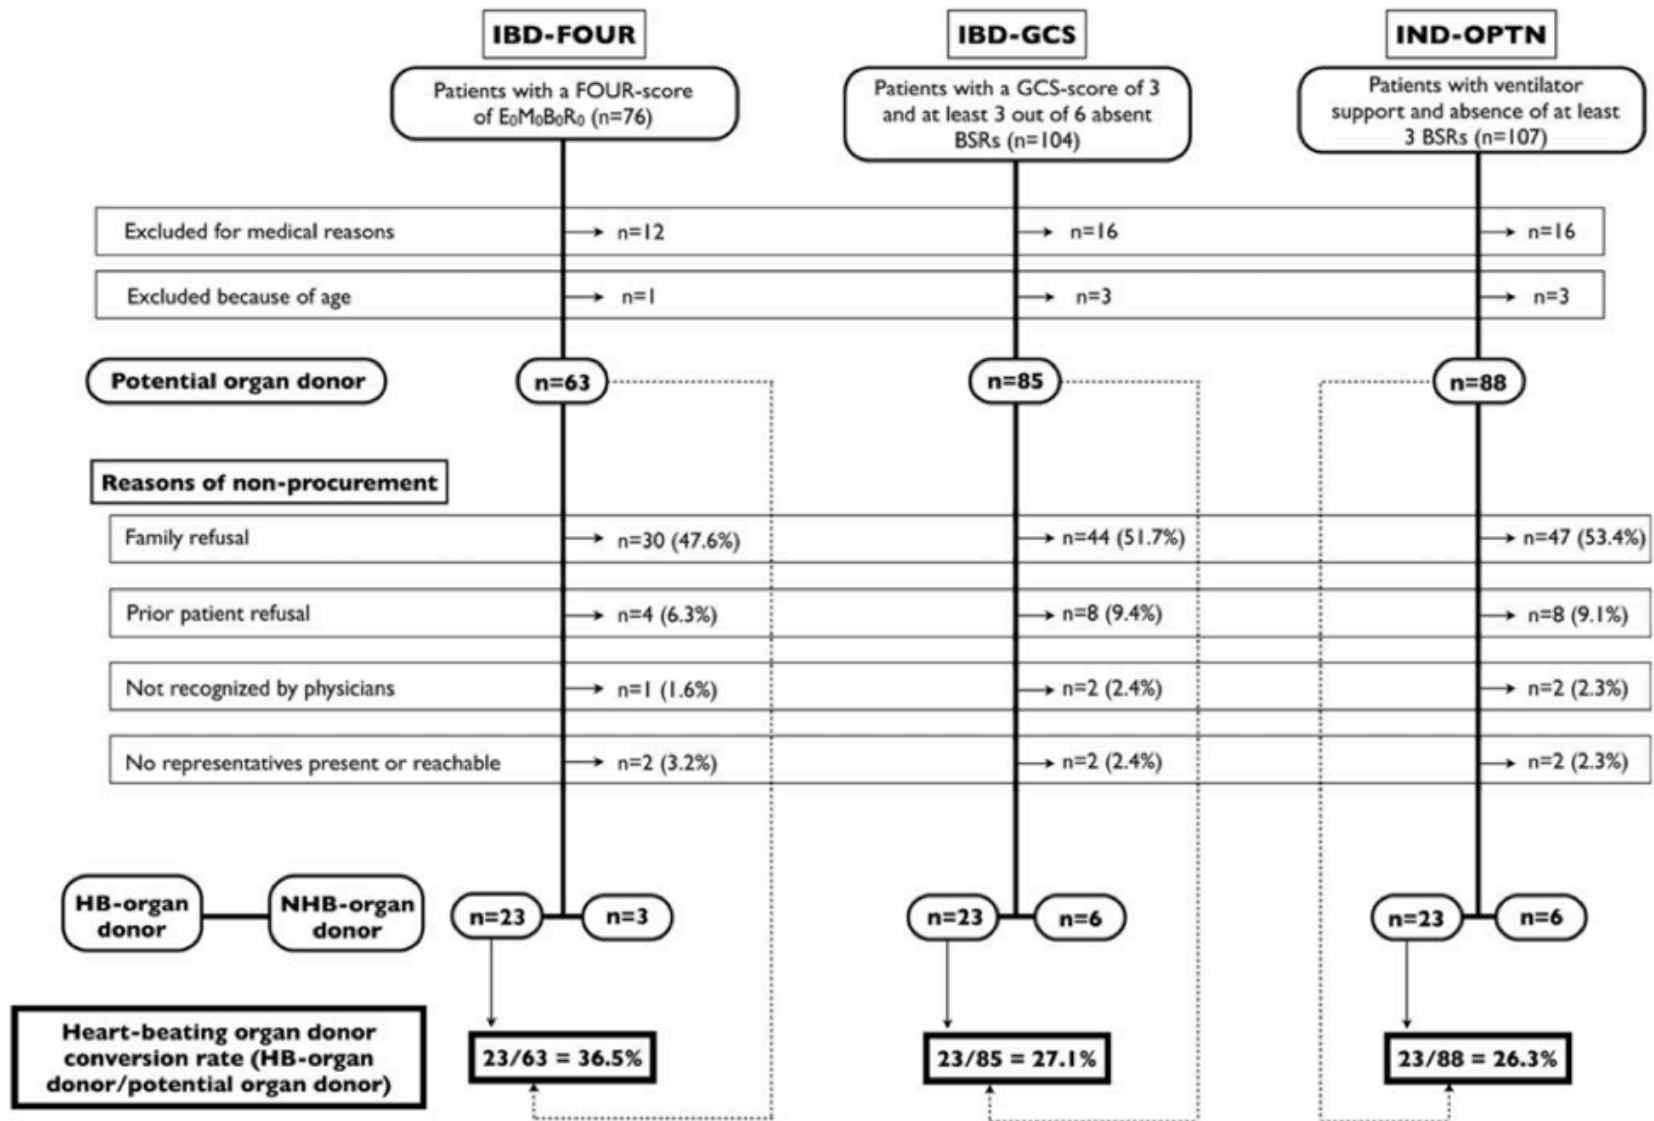 IBD-FOUR
IBD-GCS
IND-OPTN
Patients with a FOUR-score
of E₀M₀B₀R₀ (n=76)
Patients with a GCS-score of 3
and at least 3 out of 6 absent
BSRs (n=104)
Patients with ventilator
support and absence of at least
3 BSRs (n=107)
Excluded for medical reasons
n=12
n=16
n=16
Excluded because of age
n=1
n=3
n=3
Potential organ donor
n=63
n=85
n=88
Reasons of non-procurement
Family refusal
n=30 (47.6%)
n=44 (51.7%)
n=47 (53.4%)
Prior patient refusal
n=4 (6.3%)
n=8 (9.4%)
n=8 (9.1%)
Not recognized by physicians
n=1 (1.6%)
n=2 (2.4%)
n=2 (2.3%)
No representatives present or reachable
n=2 (3.2%)
n=2 (2.4%)
n=2 (2.3%)
HB-organ
donor
NHB-organ
donor
n=23
n=3
n=23
n=6
n=23
n=6
Heart-beating organ donor
conversion rate (HB-organ
donor/potential organ donor)
23/63 = 36.5%
23/85 = 27.1%
23/88 = 26.3%